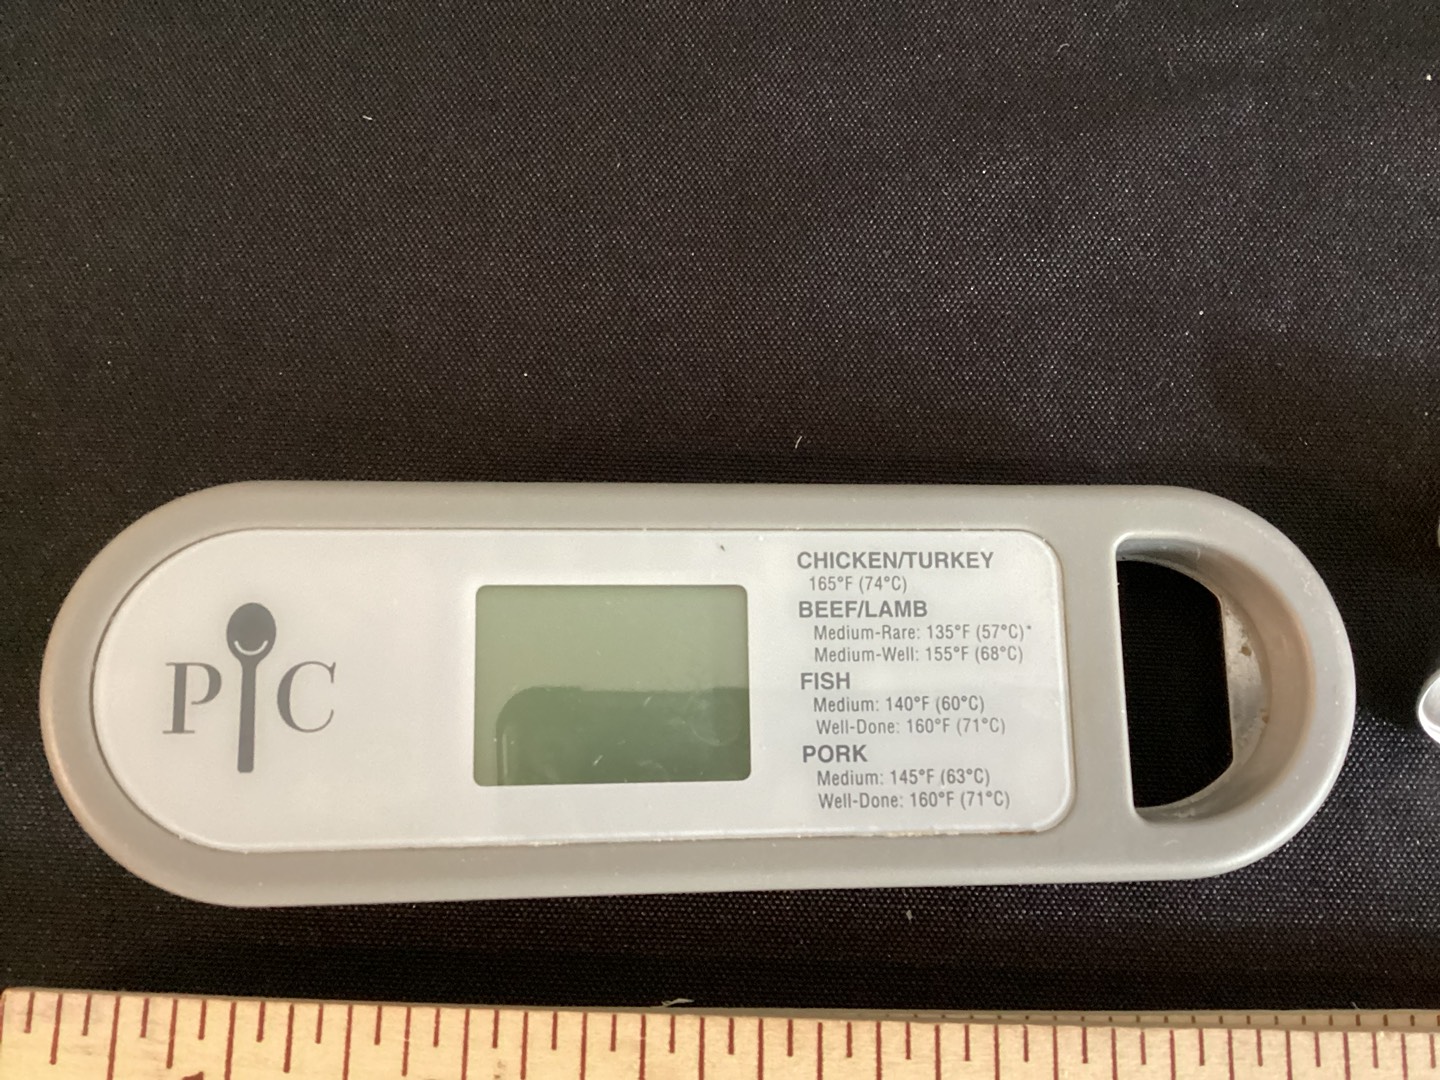 P C
CHICKEN/TURKEY
165°F (74°C)
BEEF/LAMB
Medium-Rare: 135°F (57°C)*
Medium-Well: 155°F (68°C)
FISH
Medium: 140°F (60°C)
Well-Done: 160°F (71°C)
PORK
Medium: 145°F (63°C)
Well-Done: 160°F (71°C)